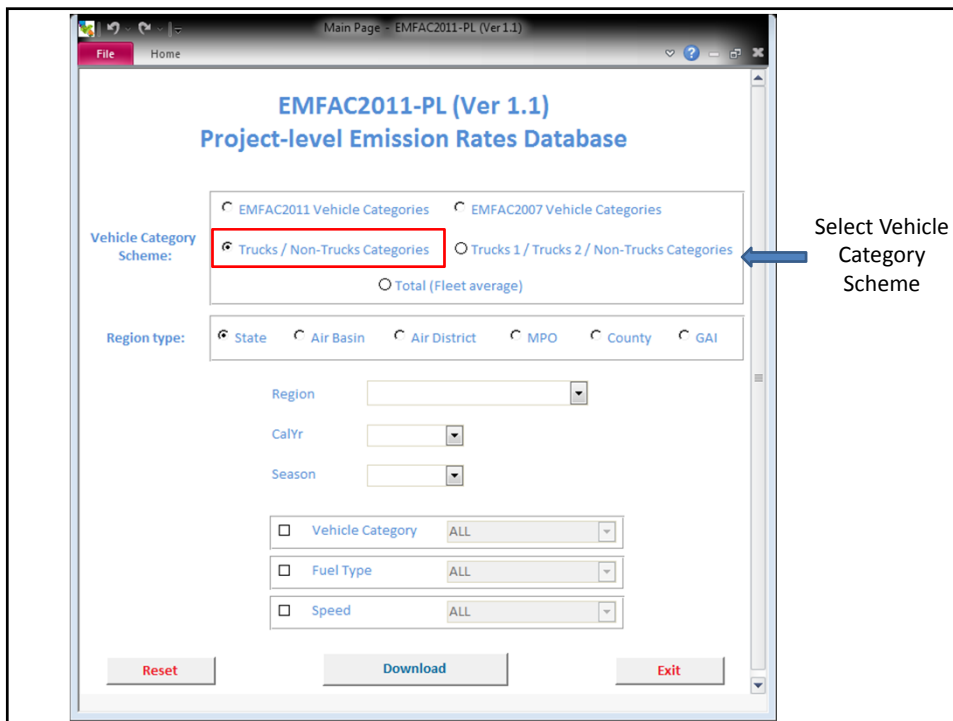 Main Page - EMFAC2011-PL (Ver 1.1)
File Home
EMFAC2011-PL (Ver 1.1)
Project-level Emission Rates Database
Vehicle Category
Scheme:
EMFAC2011 Vehicle Categories EMFAC2007 Vehicle Categories
Trucks / Non-Trucks Categories Trucks 1 / Trucks 2 / Non-Trucks Categories
Total (Fleet average)
Select Vehicle
Category
Scheme
Region type: State Air Basin Air District MPO County GAI
Region
CalYr
Season
Vehicle Category ALL
Fuel Type ALL
Speed ALL
Reset Download Exit